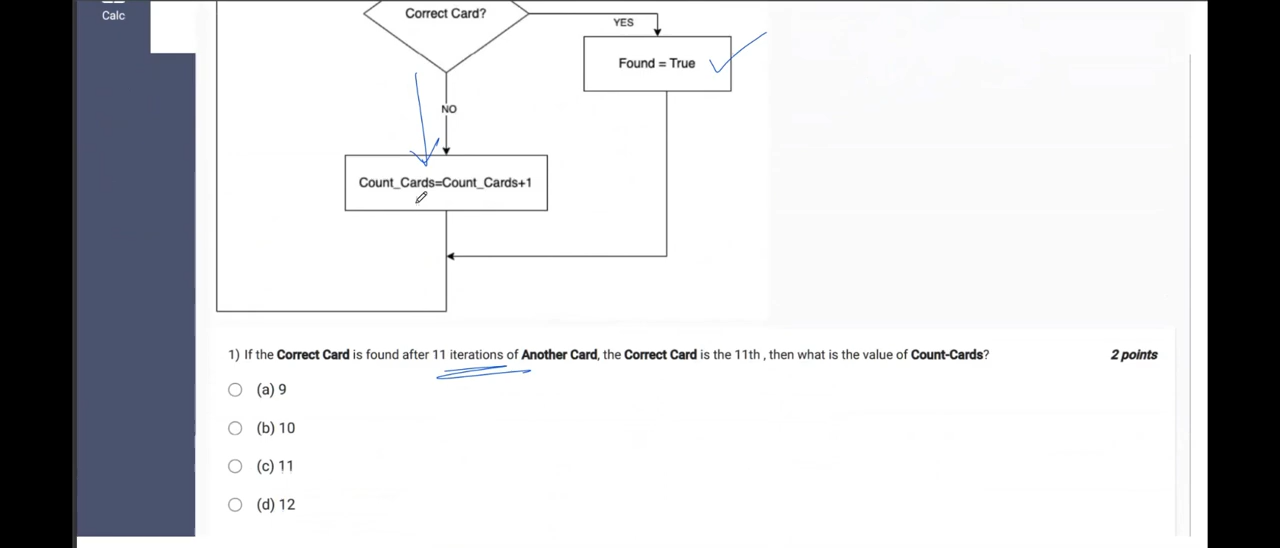 Calc
Correct Card?
YES
Found = True
NO
Count_Cards=Count_Cards+1
1) If the Correct Card is found after 11 iterations of Another Card, the Correct Card is the 11th , then what is the value of Count-Cards?
2 points
(a) 9
(b) 10
(c) 11
(d) 12